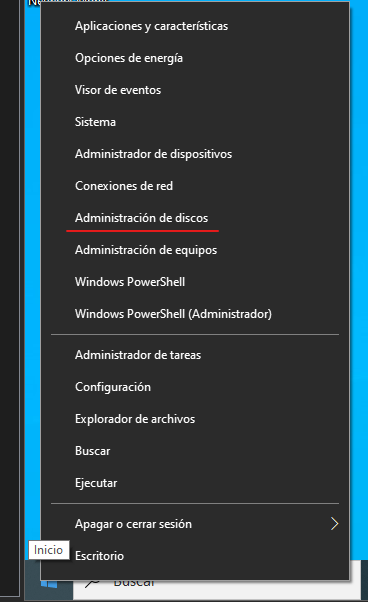 Aplicaciones y características
Opciones de energía
Visor de eventos
Sistema
Administrador de dispositivos
Conexiones de red
Administración de discos
Administración de equipos
Windows PowerShell
Windows PowerShell (Administrador)
Administrador de tareas
Configuración
Explorador de archivos
Buscar
Ejecutar
Apagar o cerrar sesión
Inicio
Escritorio
Buscar